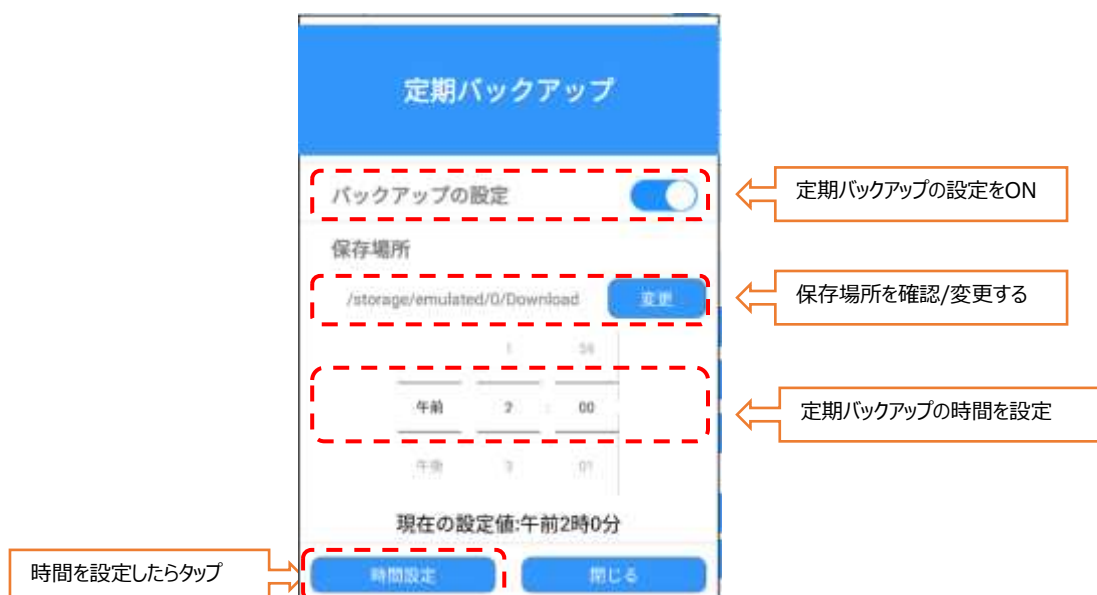 定期バックアップ
バックアップの設定
定期バックアップの設定をON
保存場所
/storage/emulated/0/Download 変更
保存場所を確認/変更する
1 59
午前 2 : 00
定期バックアップの時間を設定
午後 3 01
現在の設定値:午前2時0分
時間を設定したらタップ
時間設定 閉じる